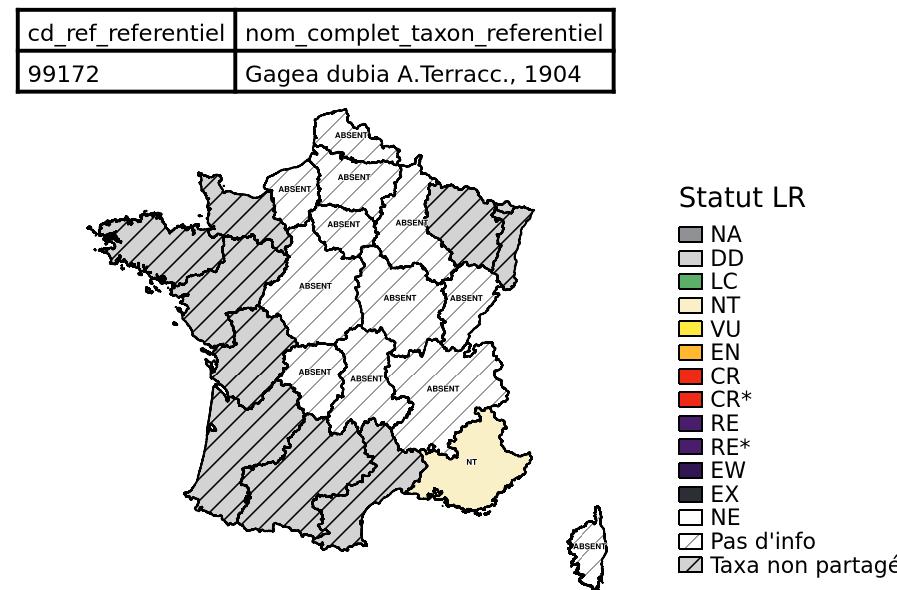 cd_ref_referentiel nom_complet_taxon_referentiel
99172 Gagea dubia A.Terracc., 1904
ABSENT
ABSENT
ABSENT
ABSENT
ABSENT
ABSENT
ABSENT
ABSENT
ABSENT
ABSENT
ABSENT
NT
ABSENT
Statut LR
NA
DD
LC
NT
VU
EN
CR
CR*
RE
RE*
EW
EX
NE
Pas d'info
Taxa non partagé